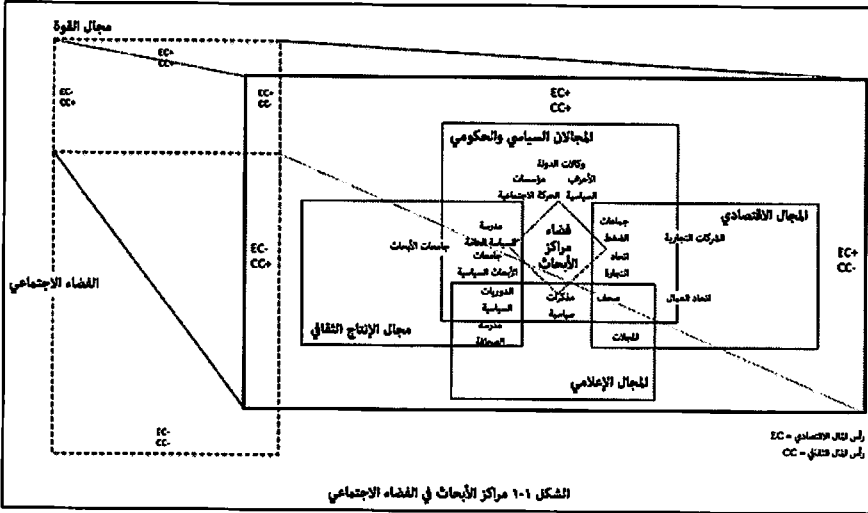 مجال القوة
EC+
CC+
EC-
CC+
EC+
CC-
EC+
CC+
المجالان السياسي والحكومي
وكالات الدولة
الأحزاب
السياسية
مؤسسات
الحركة الاجتماعية
المجال الاقتصادي
جماعات
الضغط
اتحاد
التجارة
الشركات التجارية
فضاء
مراكز
الأبحاث
مدرسة
السياسة العامة
جامعات
الأبحاث السياسية
جامعات الأبحاث
EC-
CC+
EC+
CC-
الفضاء الاجتماعي
الدوريات
السياسية
مذكرات
سياسية
صحف
اتحاد العمال
مدرسة
الصحافة
مجال الإنتاج الثقافي
المجلات
المجال الإعلامي
EC-
CC-
رأس المال الاقتصادي = EC
رأس المال الثقافي = CC
الشكل ١-١ مراكز الأبحاث في الفضاء الاجتماعي